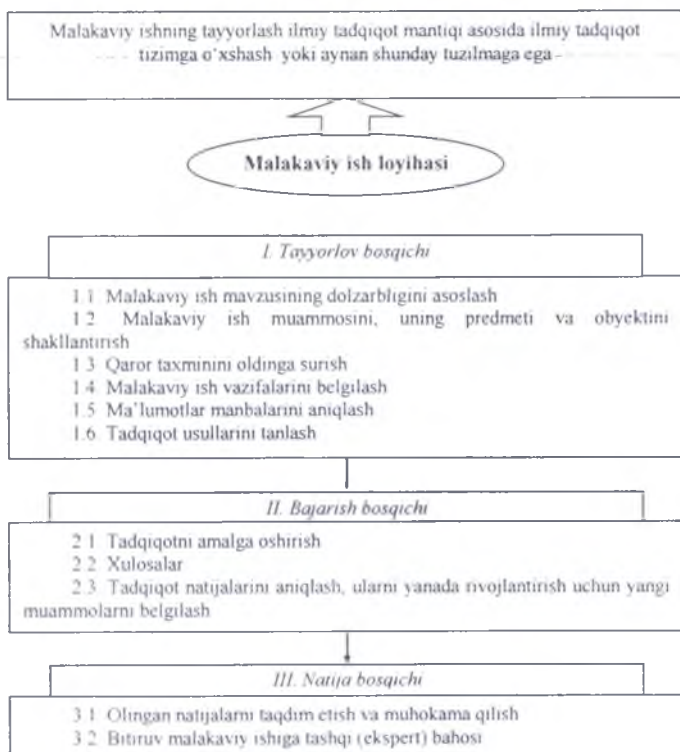 Malakaviy ishning tayyorlash ilmiy tadqiqot mantiqi asosida ilmiy tadqiqot
tizimga o‘xshash yoki aynan shunday tuzilmaga ega
Malakaviy ish loyihasi
I. Tayyorlov bosqichi
1.1 Malakaviy ish mavzusining dolzarbligini asoslash
1.2 Malakaviy ish muammosini, uning predmeti va obyektini
shakllantirish
1.3 Qaror taxminini oldinga surish
1.4 Malakaviy ish vazifalarini belgilash
1.5 Ma’lumotlar manbalarini aniqlash
1.6 Tadqiqot usullarini tanlash
II. Bajarish bosqichi
2.1 Tadqiqotni amalga oshirish
2.2 Xulosalar
2.3 Tadqiqot natijalarini aniqlash, ularni yanada rivojlantirish uchun yangi
muammolarni belgilash
III. Natija bosqichi
3.1 Olingan natijalarni taqdim etish va muhokama qilish
3.2 Bitiruv malakaviy ishiga tashqi (ekspert) bahosi